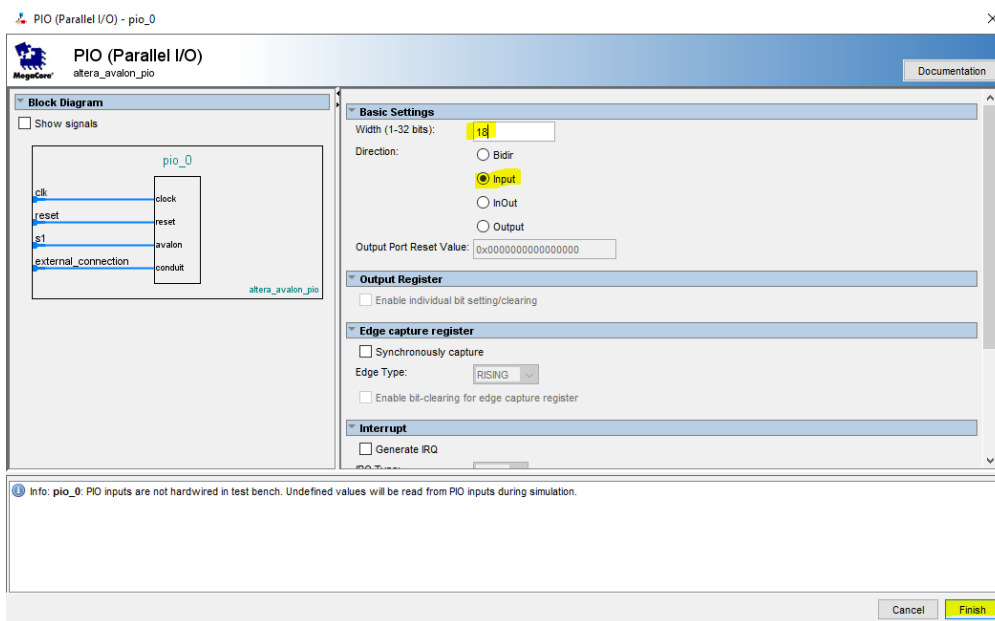 PIO (Parallel I/O) - pio_0
PIO (Parallel I/O)
altera_avalon_pio
MegaCore'
Documentation
Block Diagram
Show signals
pio_0
clk
clock
reset
reset
s1
avalon
external_connection
conduit
altera_avalon_pio
Basic Settings
Width (1-32 bits):
18
Direction:
Bidir
Input
InOut
Output
Output Port Reset Value:
0x0000000000000000
Output Register
Enable individual bit setting/clearing
Edge capture register
Synchronously capture
Edge Type:
RISING
Enable bit-clearing for edge capture register
Interrupt
Generate IRQ
IRQ Type:
Info: pio_0: PIO inputs are not hardwired in test bench. Undefined values will be read from PIO inputs during simulation.
Cancel
Finish